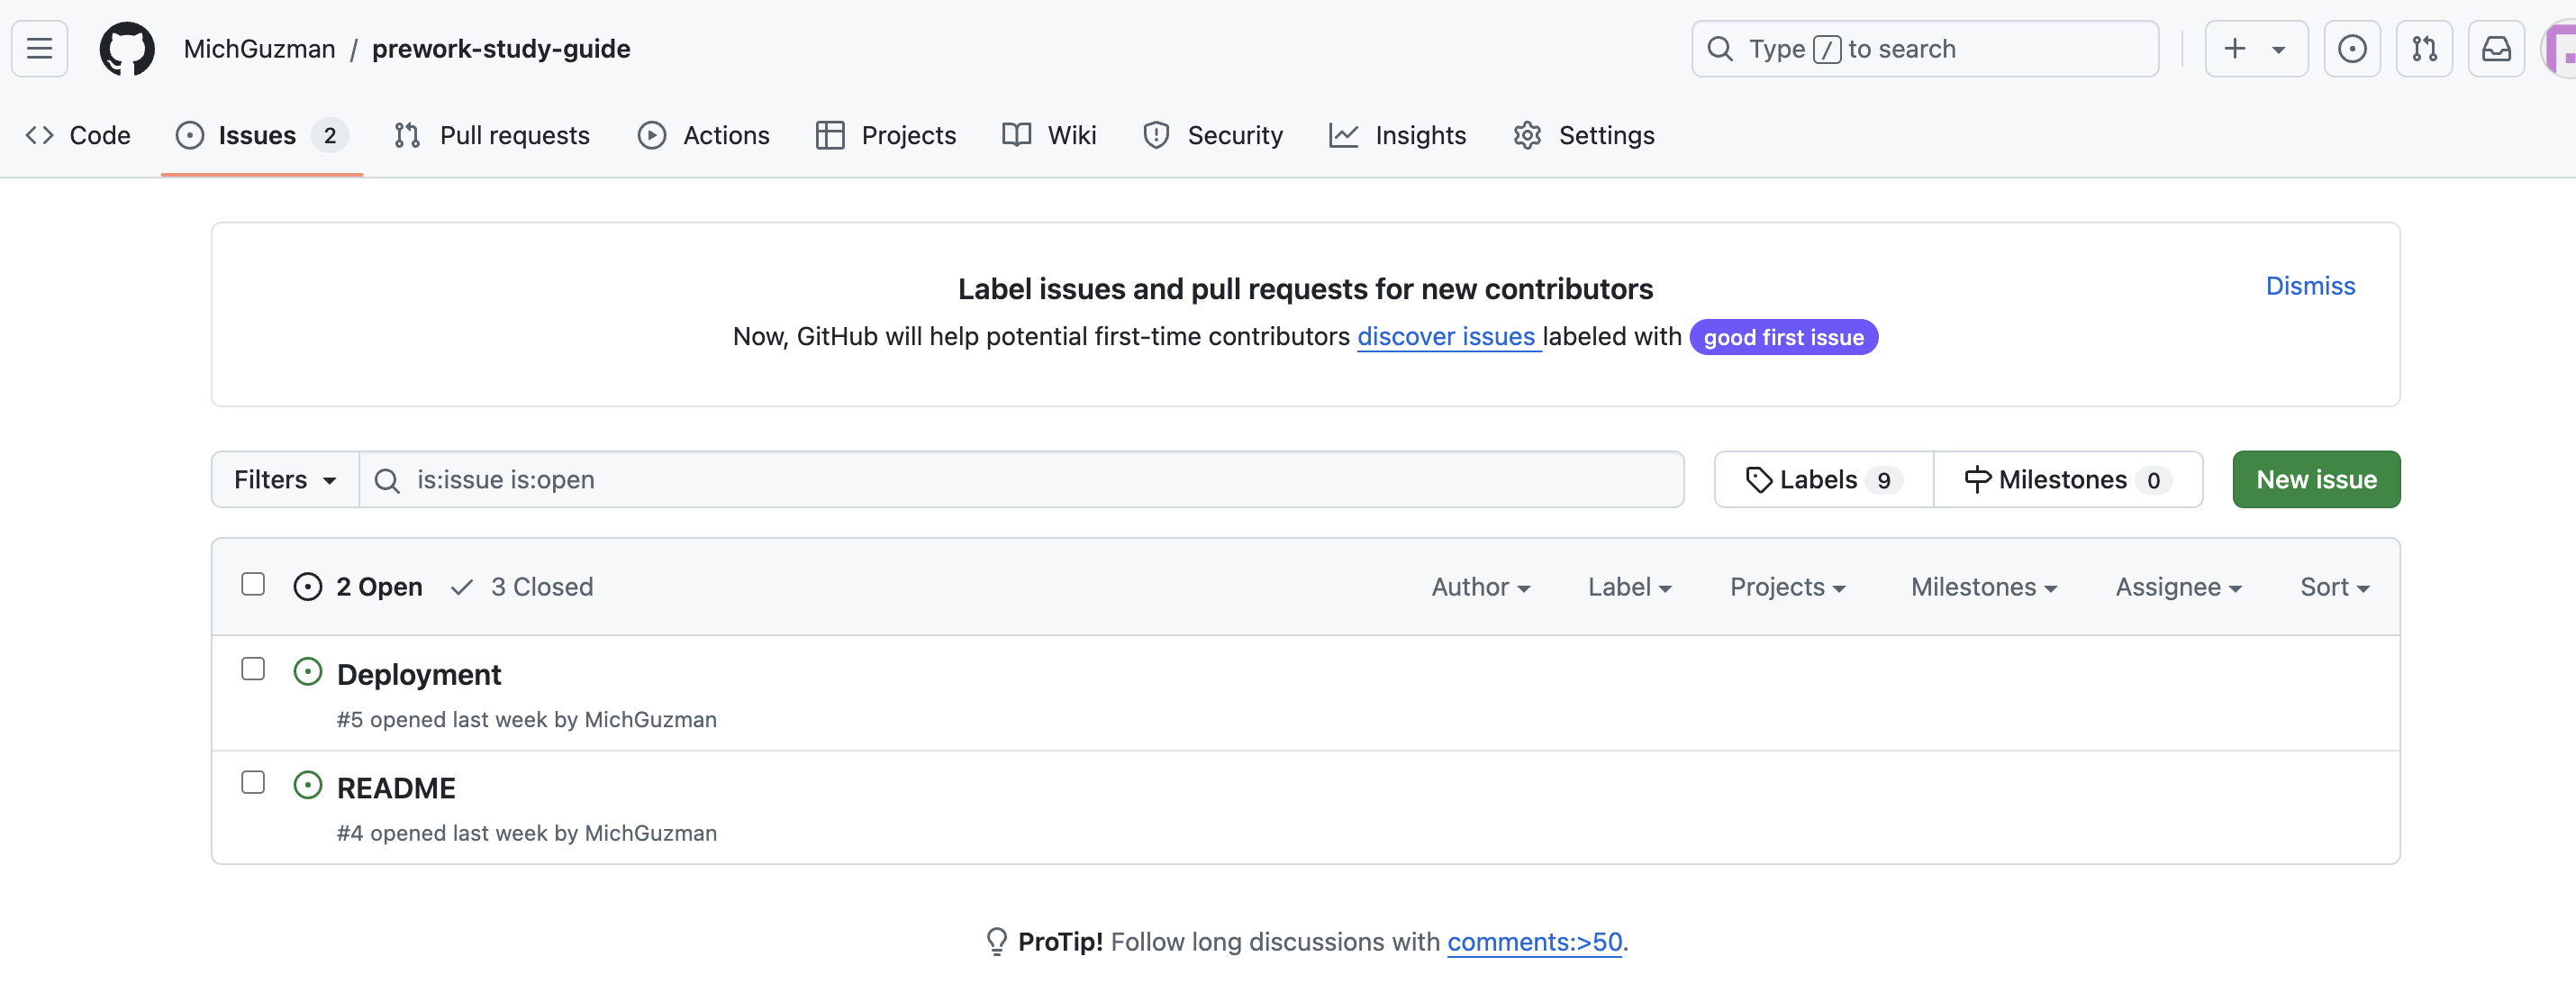 MichGuzman / prework-study-guide
Type / to search
Code Issues 2 Pull requests Actions Projects Wiki Security Insights Settings
Label issues and pull requests for new contributors
Dismiss
Now, GitHub will help potential first-time contributors discover issues labeled with good first issue
Filters is:issue is:open Labels 9 Milestones 0 New issue
2 Open 3 Closed Author Label Projects Milestones Assignee Sort
Deployment
#5 opened last week by MichGuzman
README
#4 opened last week by MichGuzman
ProTip! Follow long discussions with comments:>50.